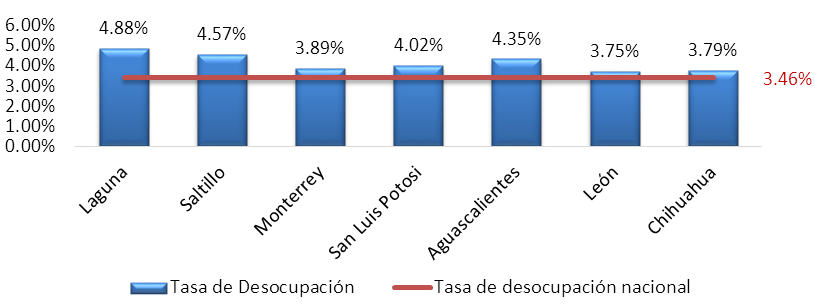 6.00%
5.00%
4.00%
3.00%
2.00%
1.00%
0.00%
4.88%
4.57%
3.89%
4.02%
4.35%
3.75%
3.79%
3.46%
Laguna
Saltillo
Monterrey
San Luis Potosi
Aguascalientes
León
Chihuahua
Tasa de Desocupación
Tasa de desocupación nacional